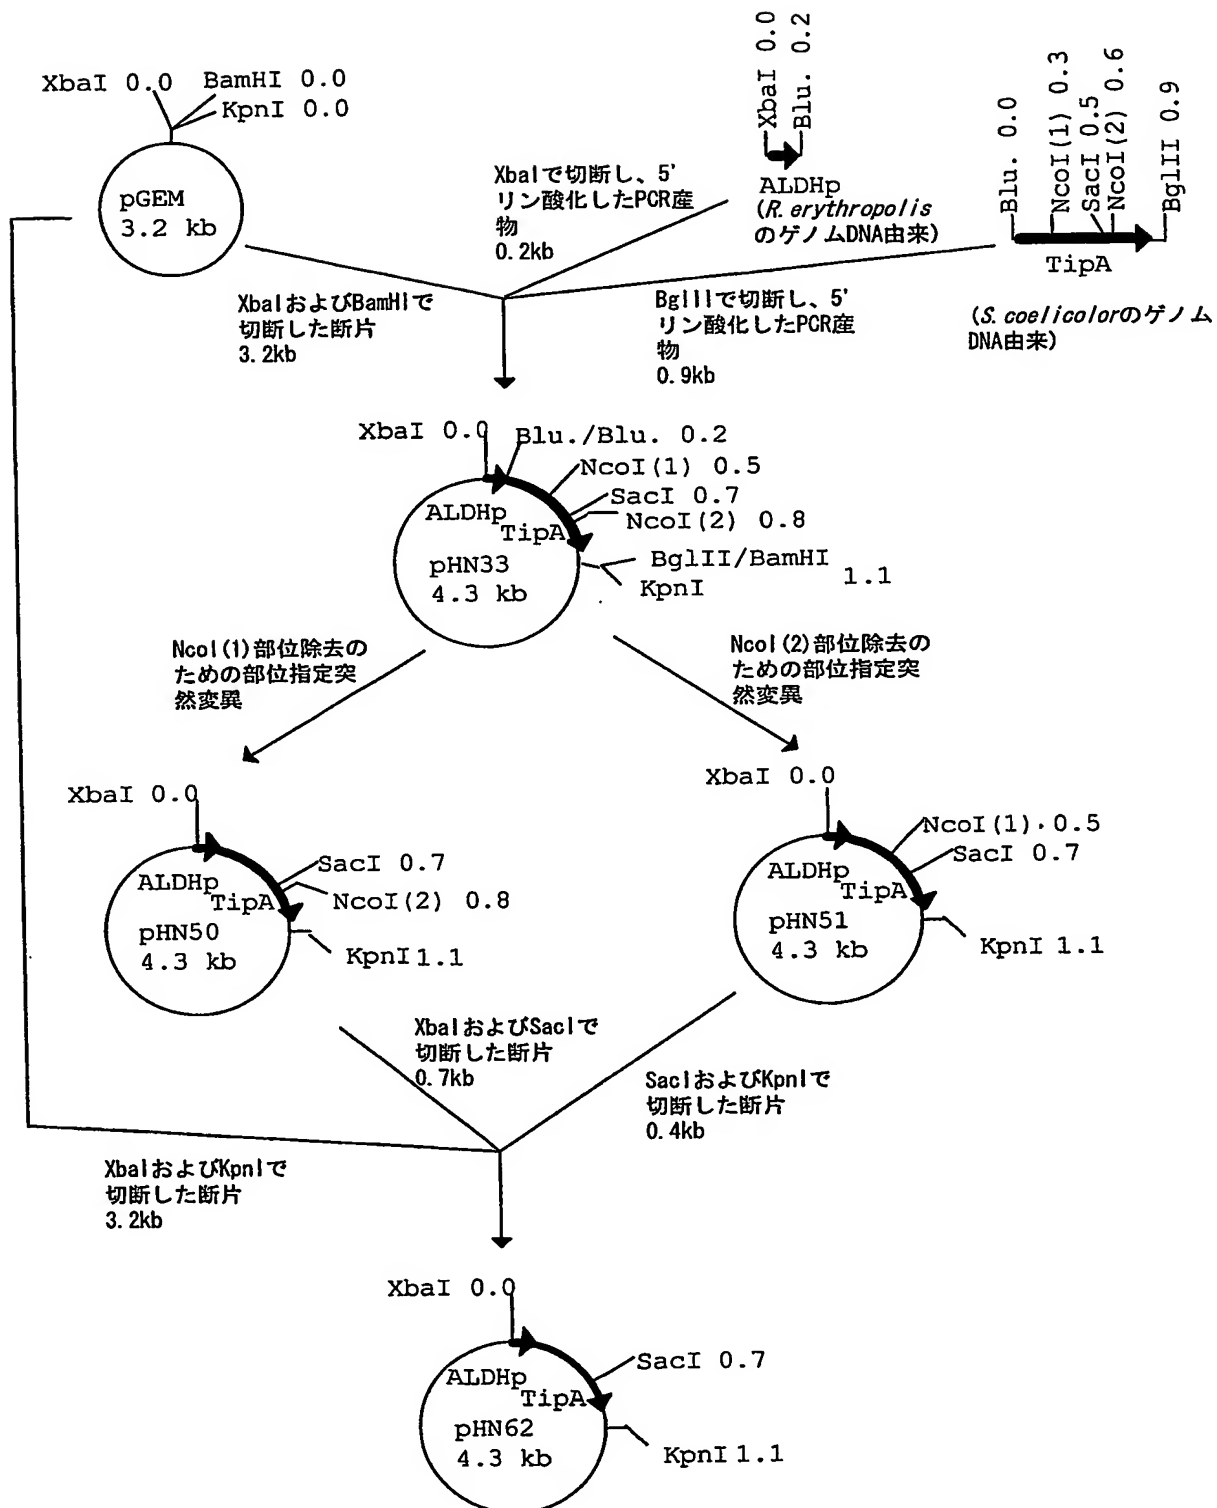 XbaI 0.0
BamHI 0.0
KpnI 0.0
pGEM
3.2 kb
XbaI 0.0
Blu. 0.2
ALDHp
(R.erythropolis
のゲノムDNA由来)
Blu. 0.0
NcoI(1) 0.3
SacI 0.5
NcoI(2) 0.6
BglII 0.9
TipA
(S.coelicolorのゲノム
DNA由来)
XbaIで切断し、5'
リン酸化したPCR産
物
0.2kb
XbaIおよびBamHIで
切断した断片
3.2kb
BglIIで切断し、5'
リン酸化したPCR産
物
0.9kb
XbaI 0.0
Blu./Blu. 0.2
NcoI(1) 0.5
SacI 0.7
NcoI(2) 0.8
BglII/BamHI
KpnI
1.1
ALDHp
TipA
pHN33
4.3 kb
NcoI(1)部位除去の
ための部位指定突
然変異
NcoI(2)部位除去の
ための部位指定突
然変異
XbaI 0.0
SacI 0.7
NcoI(2) 0.8
KpnI 1.1
ALDHp
TipA
pHN50
4.3 kb
XbaI 0.0
NcoI(1) 0.5
SacI 0.7
KpnI 1.1
ALDHp
TipA
pHN51
4.3 kb
XbaIおよびSacIで
切断した断片
0.7kb
SacIおよびKpnIで
切断した断片
0.4kb
XbaIおよびKpnIで
切断した断片
3.2kb
XbaI 0.0
SacI 0.7
KpnI 1.1
ALDHp
TipA
pHN62
4.3 kb